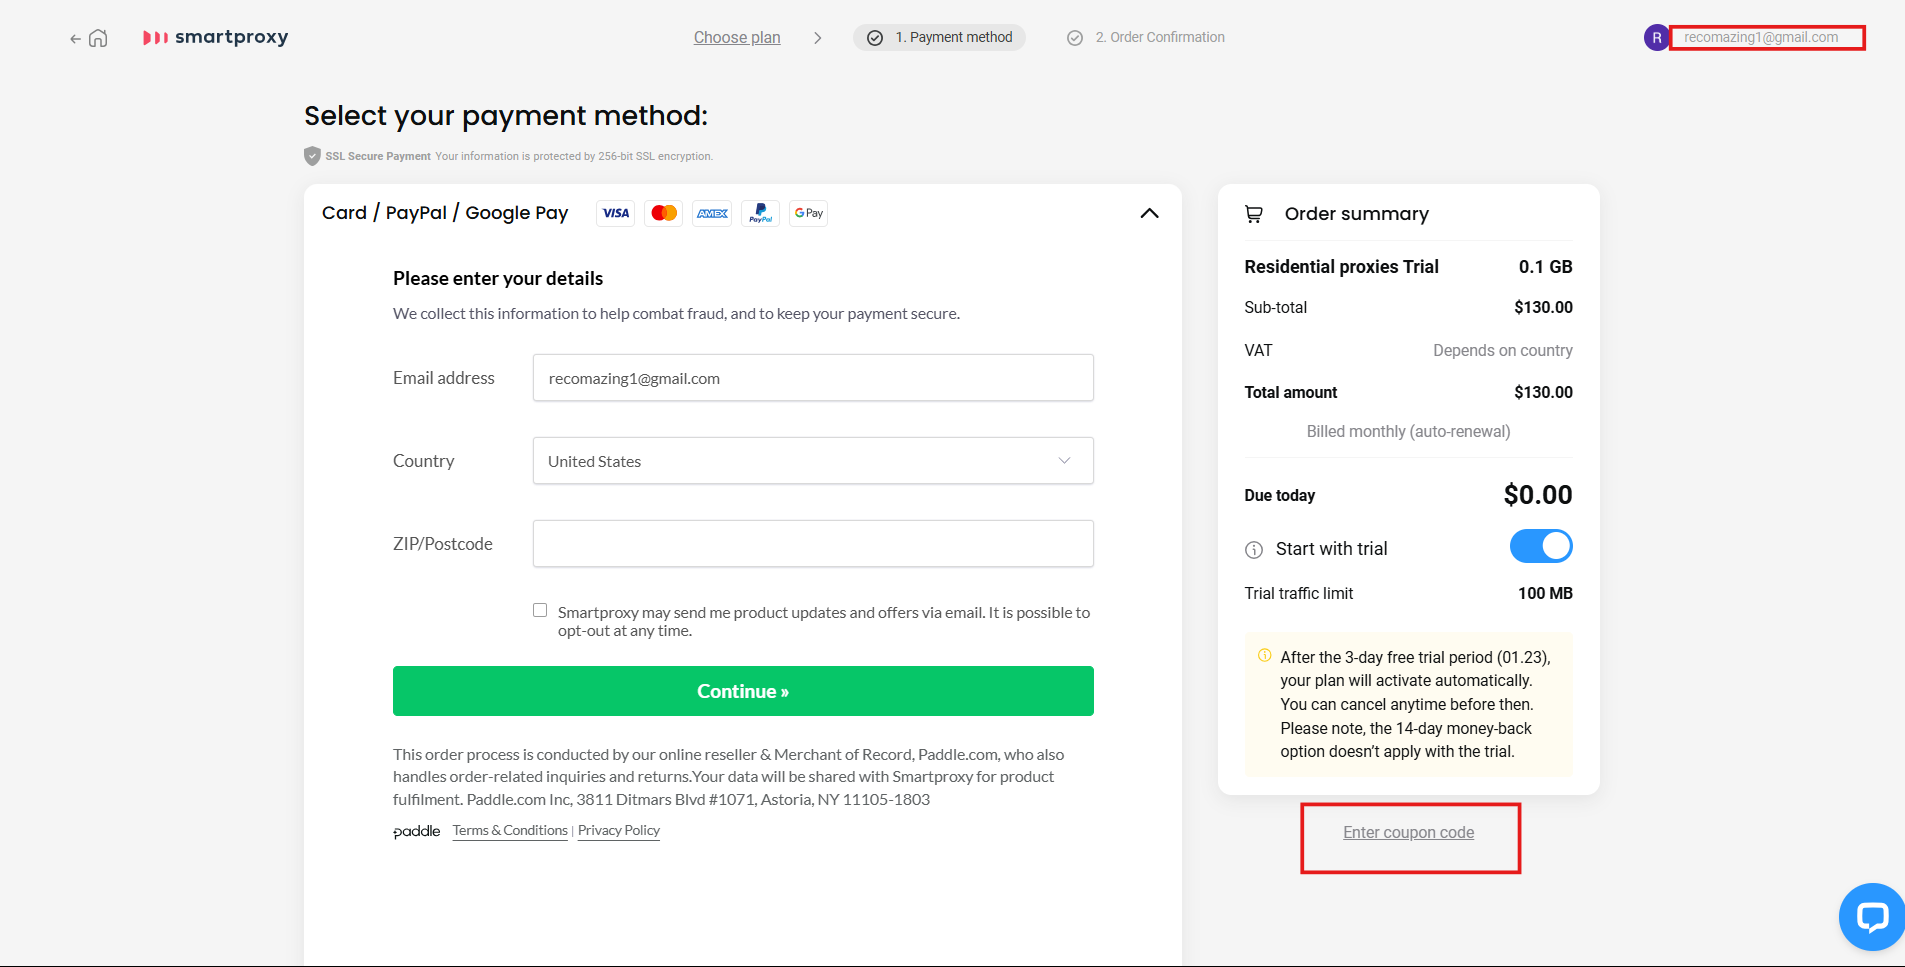 smartproxy
Choose plan
1. Payment method
2. Order Confirmation
R
recomazing1@gmail.com
Select your payment method:
SSL Secure Payment Your information is protected by 256-bit SSL encryption.
Card / PayPal / Google Pay
VISA
AMEX
PayPal
G Pay
Please enter your details
We collect this information to help combat fraud, and to keep your payment secure.
Email address
recomazing1@gmail.com
Country
United States
ZIP/Postcode
Smartproxy may send me product updates and offers via email. It is possible to
opt-out at any time.
Continue »
This order process is conducted by our online reseller & Merchant of Record, Paddle.com, who also
handles order-related inquiries and returns.Your data will be shared with Smartproxy for product
fulfilment. Paddle.com Inc, 3811 Ditmars Blvd #1071, Astoria, NY 11105-1803
paddle Terms & Conditions | Privacy Policy
Order summary
Residential proxies Trial 0.1 GB
Sub-total $130.00
VAT Depends on country
Total amount $130.00
Billed monthly (auto-renewal)
Due today $0.00
Start with trial
Trial traffic limit 100 MB
After the 3-day free trial period (01.23),
your plan will activate automatically.
You can cancel anytime before then.
Please note, the 14-day money-back
option doesn’t apply with the trial.
Enter coupon code